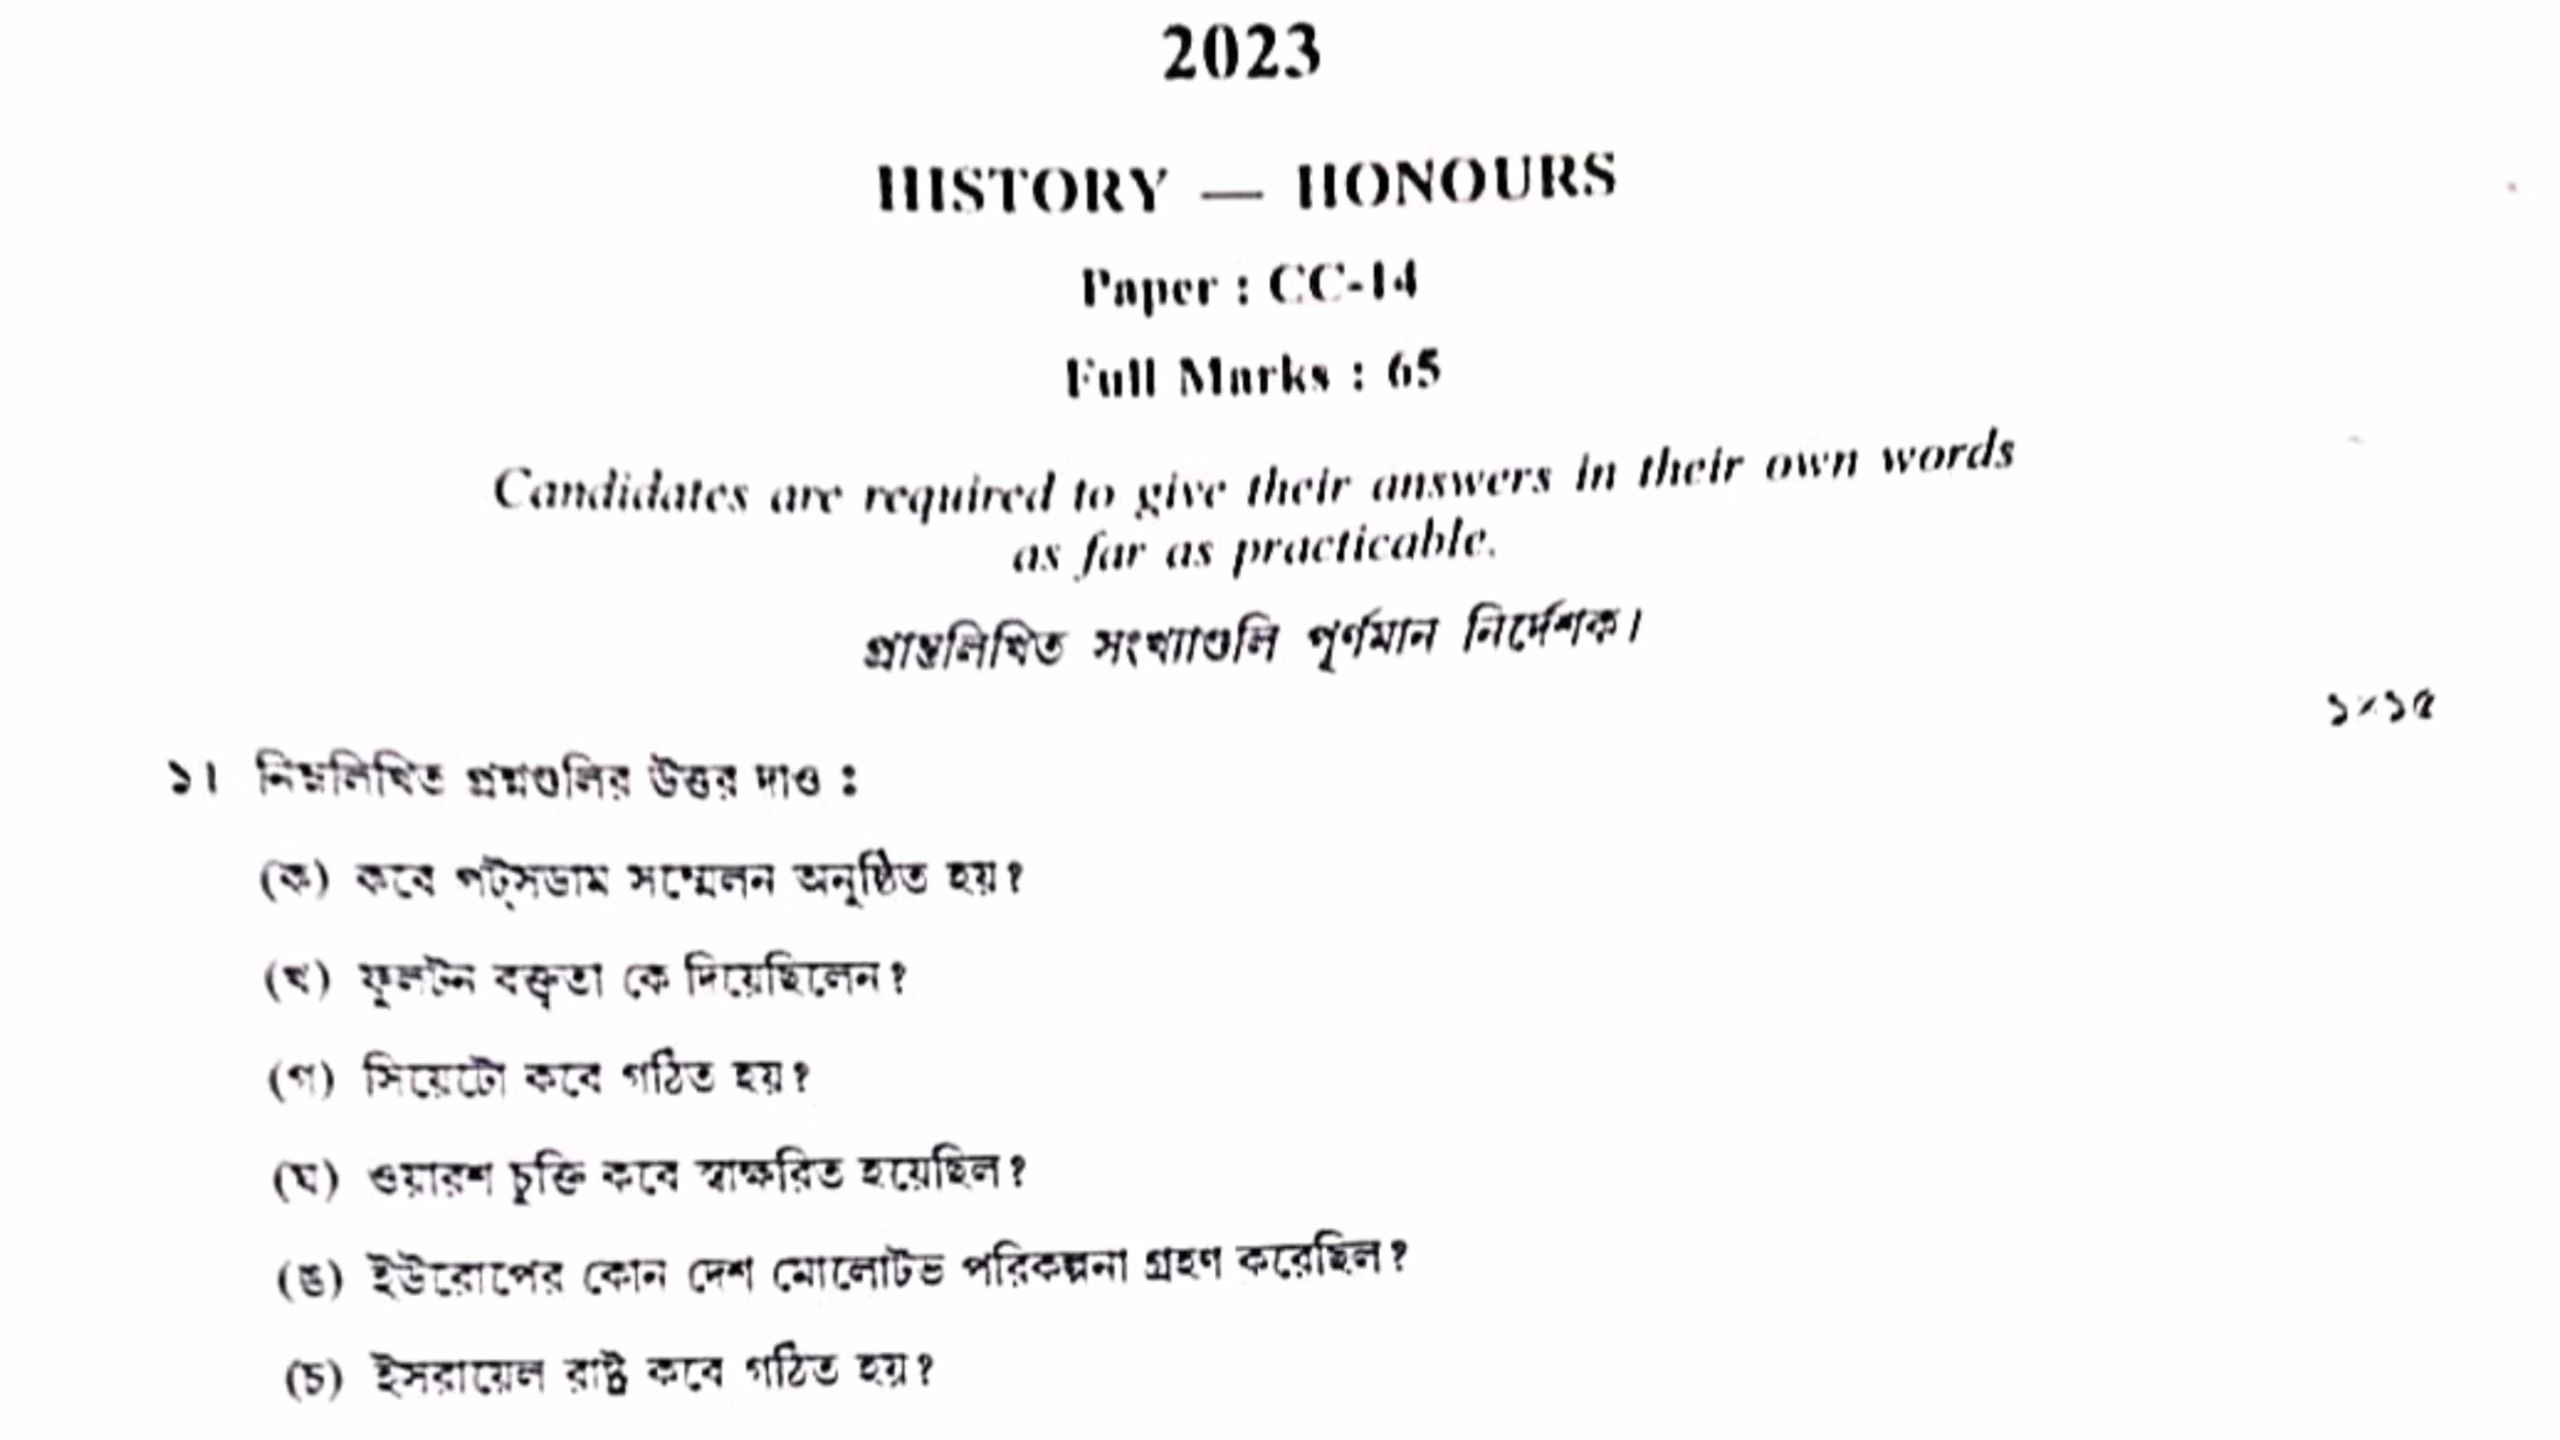 2023
HISTORY — HONOURS
Paper : CC-14
Full Marks : 65
Candidates are required to give their answers in their own words
as far as practicable.
প্রান্তলিখিত সংখ্যাগুলি পূর্ণমান নির্দেশক।
১×১৫
১। নিম্নলিখিত প্রশ্নগুলির উত্তর দাও :
(ক) কবে পট্‌সডাম সম্মেলন অনুষ্ঠিত হয়?
(খ) ফুলটন বক্তৃতা কে দিয়েছিলেন?
(গ) সিয়েটো কবে গঠিত হয়?
(ঘ) ওয়ারশ চুক্তি কবে স্বাক্ষরিত হয়েছিল?
(ঙ) ইউরোপের কোন দেশ মোলোটভ পরিকল্পনা গ্রহণ করেছিল?
(চ) ইসরায়েল রাষ্ট্র কবে গঠিত হয়?